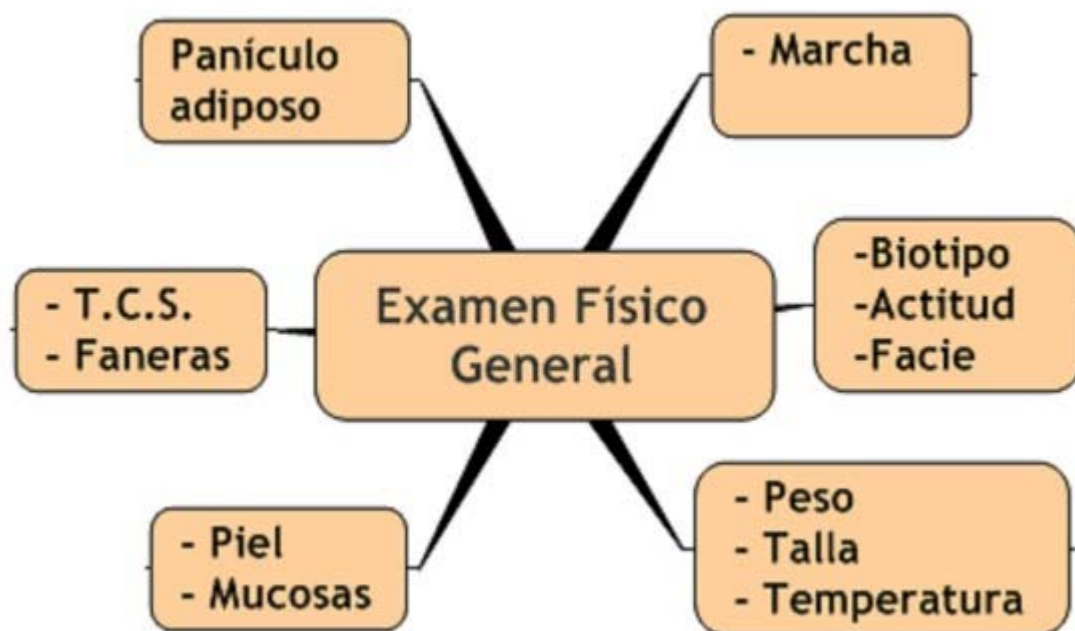 Panículo
adiposo
- Marcha
- T.C.S.
- Faneras
Examen Físico
General
-Biotipo
-Actitud
-Facie
- Piel
- Mucosas
- Peso
- Talla
- Temperatura